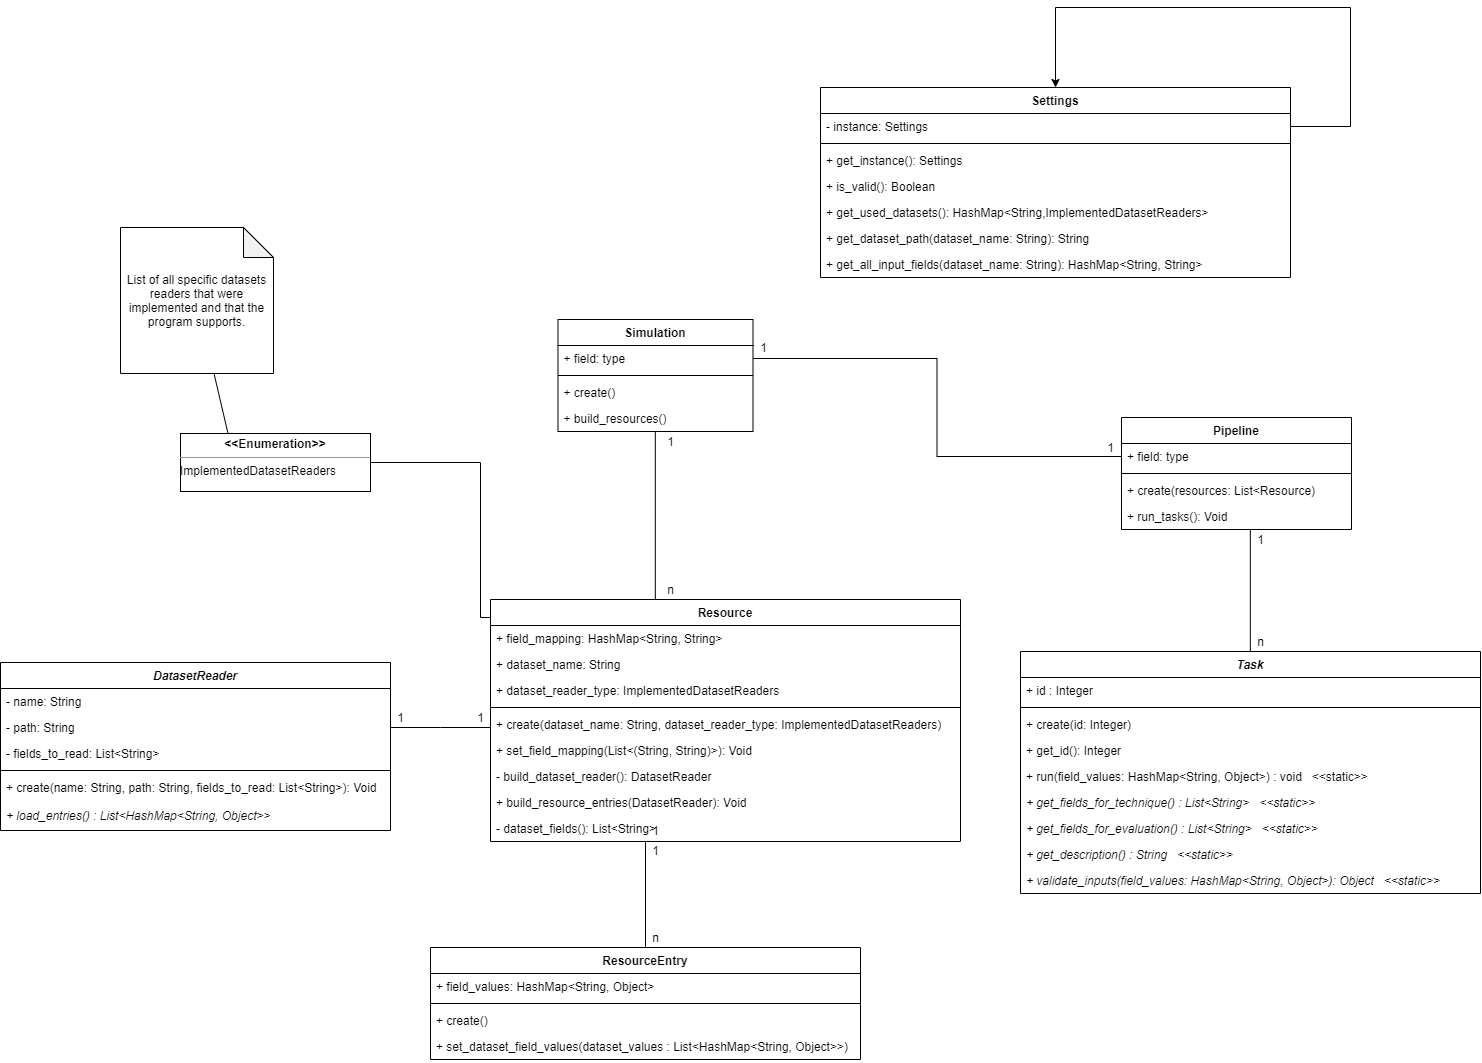 Settings
- instance: Settings
+ get_instance(): Settings
+ is_valid(): Boolean
+ get_used_datasets(): HashMap<String,ImplementedDatasetReaders>
+ get_dataset_path(dataset_name: String): String
+ get_all_input_fields(dataset_name: String): HashMap<String, String>
List of all specific datasets
readers that were
implemented and that the
program supports.
Simulation
+ field: type
+ create()
+ build_resources()
1
1
<<Enumeration>>
ImplementedDatasetReaders
1
Pipeline
+ field: type
+ create(resources: List<Resource>)
+ run_tasks(): Void
1
n
n
Resource
+ field_mapping: HashMap<String, String>
+ dataset_name: String
+ dataset_reader_type: ImplementedDatasetReaders
+ create(dataset_name: String, dataset_reader_type: ImplementedDatasetReaders)
+ set_field_mapping(List<(String, String)>): Void
- build_dataset_reader(): DatasetReader
+ build_resource_entries(DatasetReader): Void
- dataset_fields(): List<String>
1
1
DatasetReader
- name: String
- path: String
- fields_to_read: List<String>
+ create(name: String, path: String, fields_to_read: List<String>): Void
+ load_entries() : List<HashMap<String, Object>>
1
1
Task
+ id : Integer
+ create(id: Integer)
+ get_id(): Integer
+ run(field_values: HashMap<String, Object>) : void <<static>>
+ get_fields_for_technique() : List<String> <<static>>
+ get_fields_for_evaluation() : List<String> <<static>>
+ get_description() : String <<static>>
+ validate_inputs(field_values: HashMap<String, Object>): Object <<static>>
n
ResourceEntry
+ field_values: HashMap<String, Object>
+ create()
+ set_dataset_field_values(dataset_values : List<HashMap<String, Object>>)